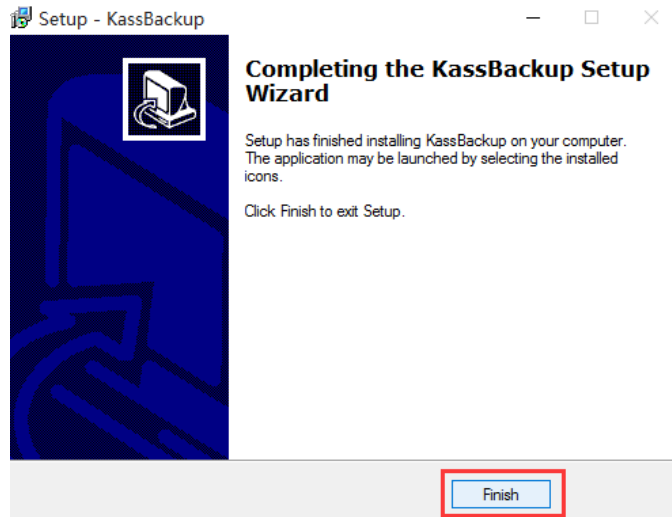 Setup - KassBackup
Completing the KassBackup Setup
Wizard
Setup has finished installing KassBackup on your computer.
The application may be launched by selecting the installed
icons.
Click Finish to exit Setup.
Finish